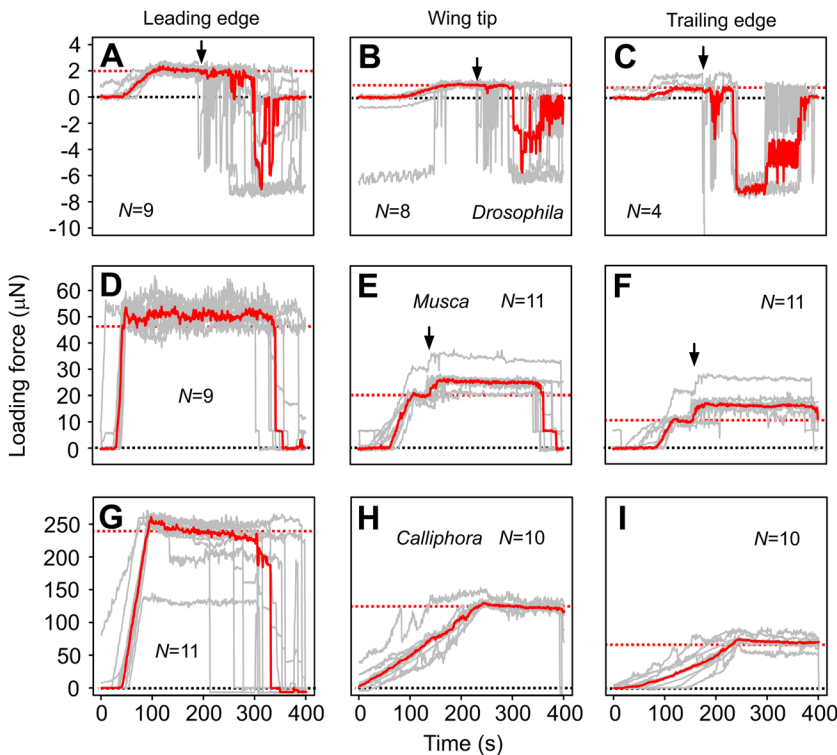 Leading edge
Wing tip
Trailing edge
A
B
C
4
2
0
-2
-4
-6
-8
-10
N=9
N=8
Drosophila
N=4
D
E
F
Musca
N=11
N=11
60
50
40
30
20
10
0
N=9
Loading force (µN)
G
H
I
Calliphora
N=10
N=10
250
200
150
100
50
0
N=11
0 100 200 300 400
0 100 200 300 400
0 100 200 300 400
Time (s)